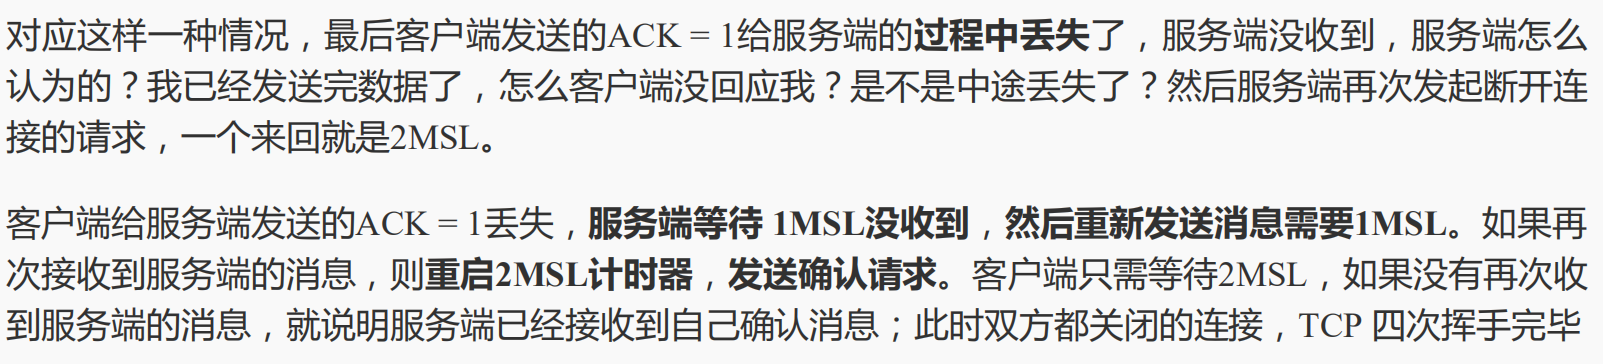 对应这样一种情况，最后客户端发送的ACK = 1给服务端的过程中丢失了，服务端没收到，服务端怎么
认为的？我已经发送完数据了，怎么客户端没回应我？是不是中途丢失了？然后服务端再次发起断开连
接的请求，一个来回就是2MSL。
客户端给服务端发送的ACK = 1丢失，服务端等待 1MSL没收到，然后重新发送消息需要1MSL。如果再
次接收到服务端的消息，则重启2MSL计时器，发送确认请求。客户端只需等待2MSL，如果没有再次收
到服务端的消息，就说明服务端已经接收到自己确认消息；此时双方都关闭的连接，TCP 四次挥手完毕